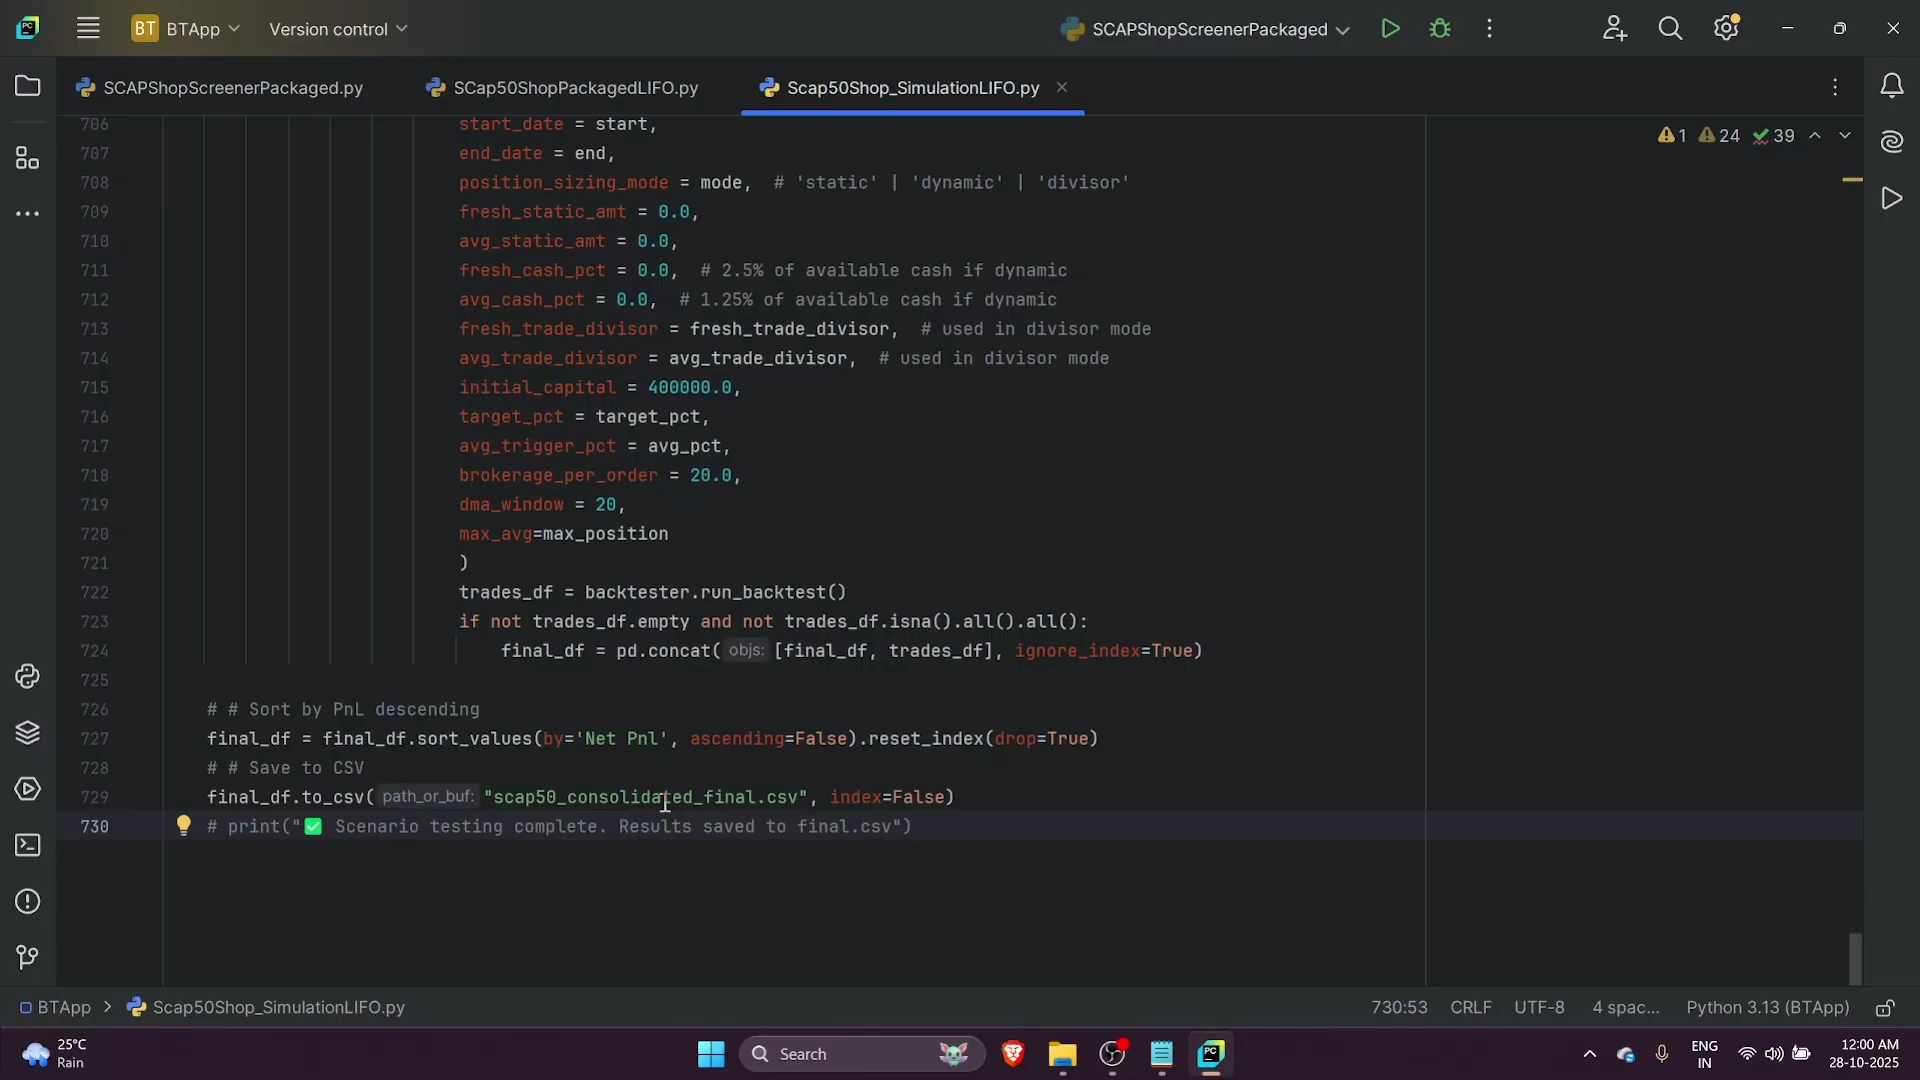 BT BTApp Version control SCAPShopScreenerPackaged
SCAPShopScreenerPackaged.py SCap50ShopPackagedLIFO.py Scap50Shop_SimulationLIFO.py
1 24 39
706 start_date = start,
707 end_date = end,
708 position_sizing_mode = mode, # 'static' | 'dynamic' | 'divisor'
709 fresh_static_amt = 0.0,
710 avg_static_amt = 0.0,
711 fresh_cash_pct = 0.0, # 2.5% of available cash if dynamic
712 avg_cash_pct = 0.0, # 1.25% of available cash if dynamic
713 fresh_trade_divisor = fresh_trade_divisor, # used in divisor mode
714 avg_trade_divisor = avg_trade_divisor, # used in divisor mode
715 initial_capital = 400000.0,
716 target_pct = target_pct,
717 avg_trigger_pct = avg_pct,
718 brokerage_per_order = 20.0,
719 dma_window = 20,
720 max_avg=max_position
721 )
722 trades_df = backtester.run_backtest()
723 if not trades_df.empty and not trades_df.isna().all().all():
724 final_df = pd.concat( objs: [final_df, trades_df], ignore_index=True)
725
726 # # Sort by PnL descending
727 final_df = final_df.sort_values(by='Net Pnl', ascending=False).reset_index(drop=True)
728 # # Save to CSV
729 final_df.to_csv( path_or_buf: "scap50_consolidated_final.csv", index=False)
730 # print("✅ Scenario testing complete. Results saved to final.csv")
BTApp > Scap50Shop_SimulationLIFO.py 730:53 CRLF UTF-8 4 spac... Python 3.13 (BTApp)
25°C
Rain
Search
PC
ENG
IN
12:00 AM
28-10-2025